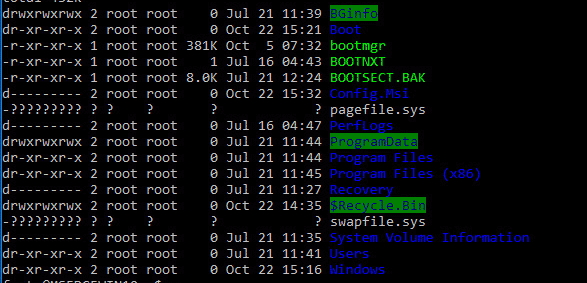 drwxrwxrwx 2 root root    0 Jul 21 11:39 BGinfo
dr-xr-xr-x 2 root root    0 Oct 22 15:21 Boot
-r-xr-xr-x 1 root root 381K Oct  5 07:32 bootmgr
-r-xr-xr-x 1 root root    1 Jul 16 04:43 BOOTNXT
-r-xr-xr-x 1 root root 8.0K Jul 21 12:24 BOOTSECT.BAK
d--------- 2 root root    0 Oct 22 15:32 Config.Msi
-????????? ? ?    ?       ?            ? pagefile.sys
d--------- 2 root root    0 Jul 16 04:47 PerfLogs
drwxrwxrwx 2 root root    0 Jul 21 11:44 ProgramData
dr-xr-xr-x 2 root root    0 Jul 21 11:44 Program Files
dr-xr-xr-x 2 root root    0 Jul 21 11:45 Program Files (x86)
d--------- 2 root root    0 Jul 21 11:27 Recovery
drwxrwxrwx 2 root root    0 Oct 22 14:35 $Recycle.Bin
-????????? ? ?    ?       ?            ? swapfile.sys
d--------- 2 root root    0 Jul 21 11:35 System Volume Information
dr-xr-xr-x 2 root root    0 Jul 21 11:41 Users
dr-xr-xr-x 2 root root    0 Oct 22 15:16 Windows